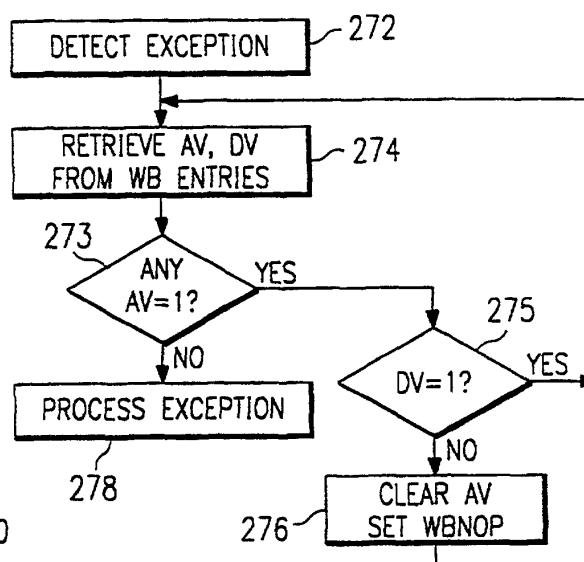 DETECT EXCEPTION
272
RETRIEVE AV, DV
FROM WB ENTRIES
274
273
ANY
AV=1?
YES
NO
275
DV=1?
YES
NO
PROCESS EXCEPTION
278
CLEAR AV
SET WBNOP
276
0